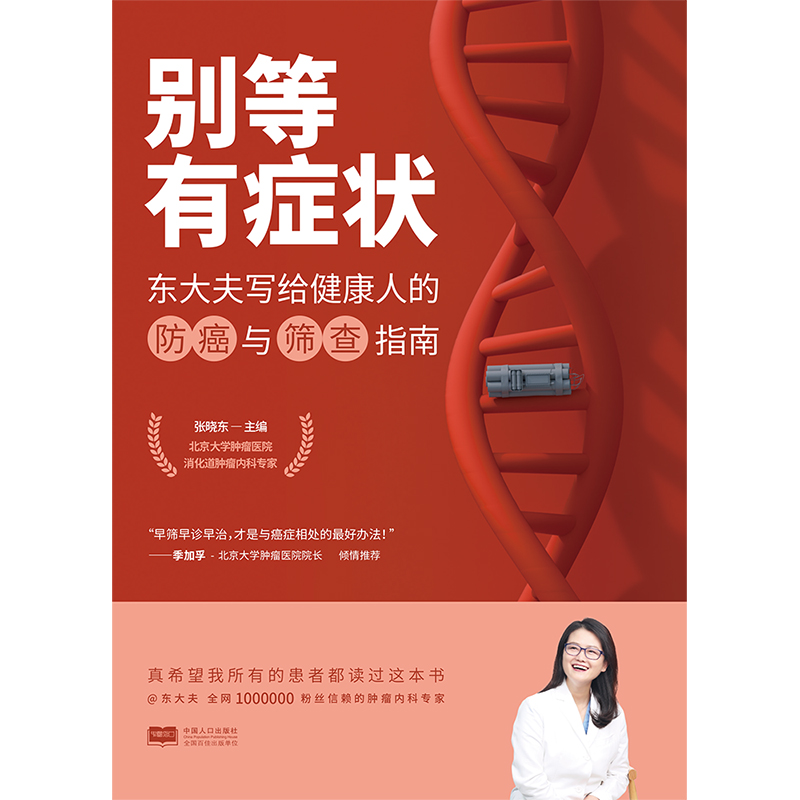 别等
有症状
东大夫写给健康人的
防癌与筛查指南
张晓东—主编
北京大学肿瘤医院
消化道肿瘤内科专家
“早筛早诊早治,才是与癌症相处的最好办法!”
——季加孚 - 北京大学肿瘤医院院长 倾情推荐
真希望我所有的患者都读过这本书
@东大夫 全网1000000粉丝信赖的肿瘤内科专家
中国人口出版社
China Population Publishing House
全国百佳出版单位